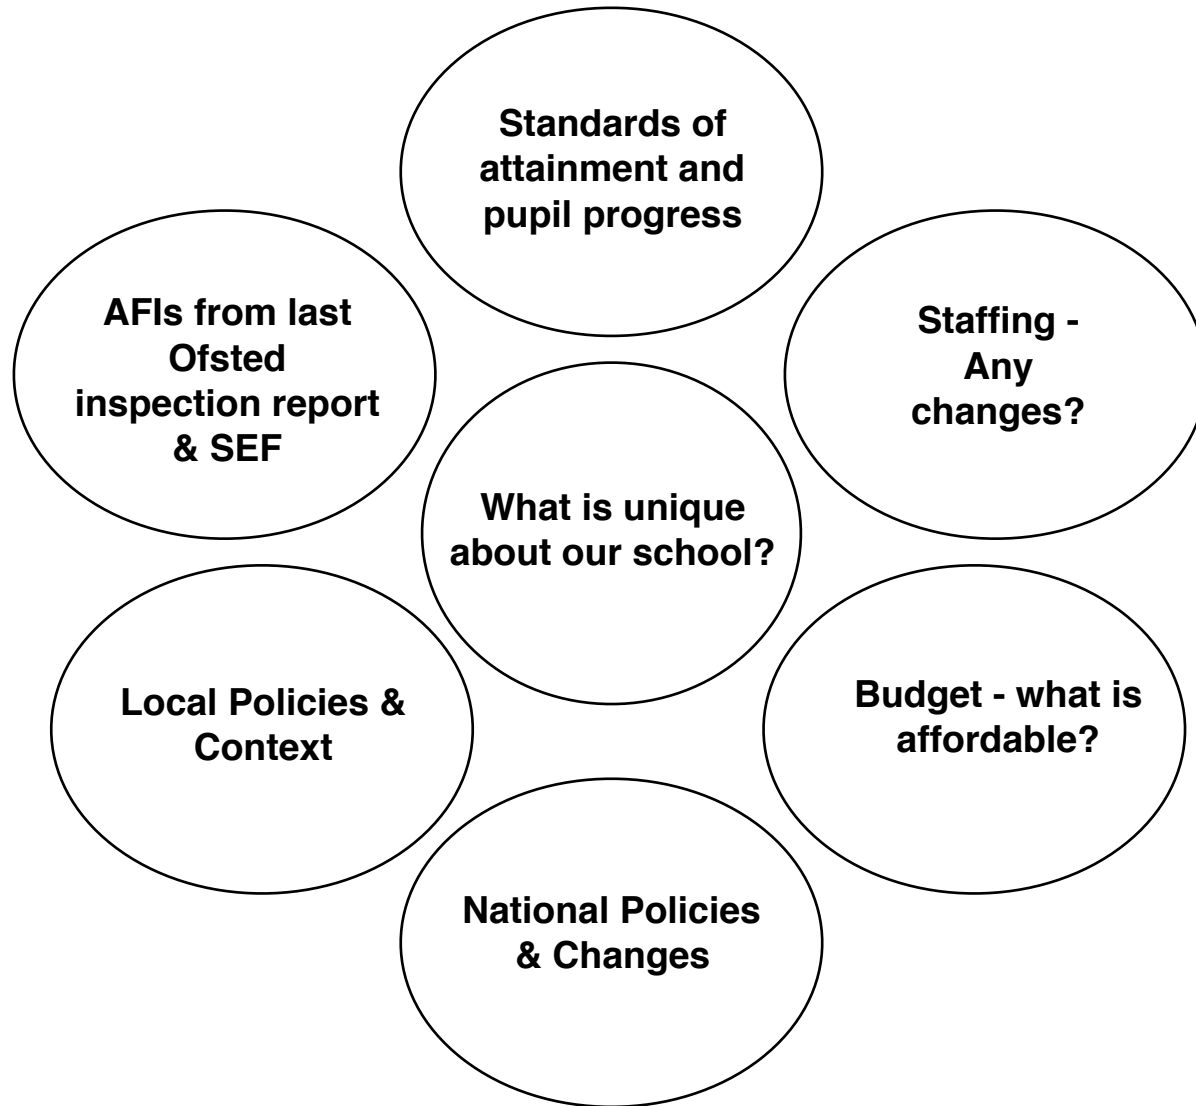 Standards of
attainment and
pupil progress
AFIs from last
Ofsted
inspection report
& SEF
Staffing -
Any
changes?
What is unique
about our school?
Local Policies &
Context
Budget - what is
affordable?
National Policies
& Changes